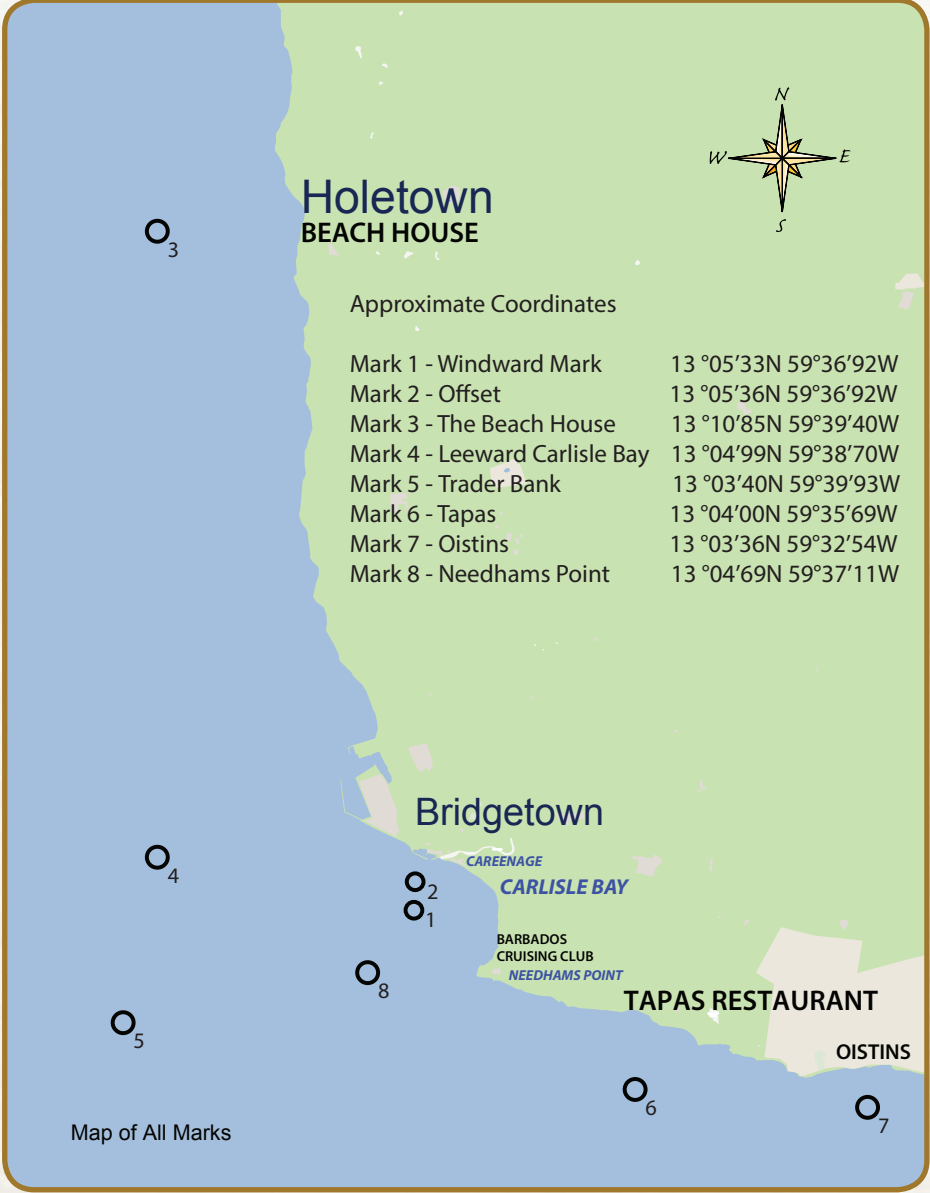 N
W E
S
Holetown
BEACH HOUSE
3
Approximate Coordinates
Mark 1 - Windward Mark 13 °05’33N 59°36’92W
Mark 2 - Offset 13 °05’36N 59°36’92W
Mark 3 - The Beach House 13 °10’85N 59°39’40W
Mark 4 - Leeward Carlisle Bay 13 °04’99N 59°38’70W
Mark 5 - Trader Bank 13 °03’40N 59°39’93W
Mark 6 - Tapas 13 °04’00N 59°35’69W
Mark 7 - Oistins 13 °03’36N 59°32’54W
Mark 8 - Needhams Point 13 °04’69N 59°37’11W
Bridgetown
CAREENAGE
4
2
CARLISLE BAY
1
BARBADOS
CRUISING CLUB
NEEDHAMS POINT
8
TAPAS RESTAURANT
5
OISTINS
6
7
Map of All Marks